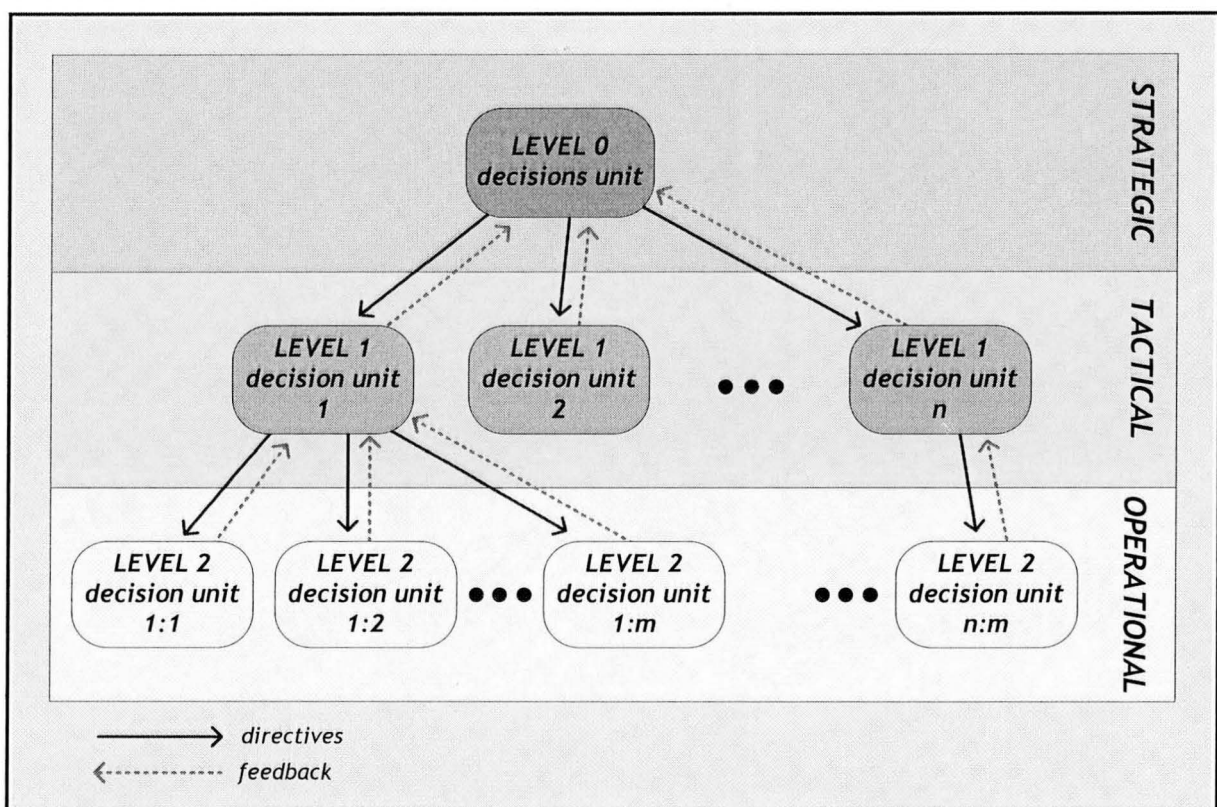 STRATEGIC
LEVEL 0
decisions unit
TACTICAL
LEVEL 1
decision unit
1
LEVEL 1
decision unit
2
LEVEL 1
decision unit
n
OPERATIONAL
LEVEL 2
decision unit
1:1
LEVEL 2
decision unit
1:2
LEVEL 2
decision unit
1:m
LEVEL 2
decision unit
n:m
directives
feedback